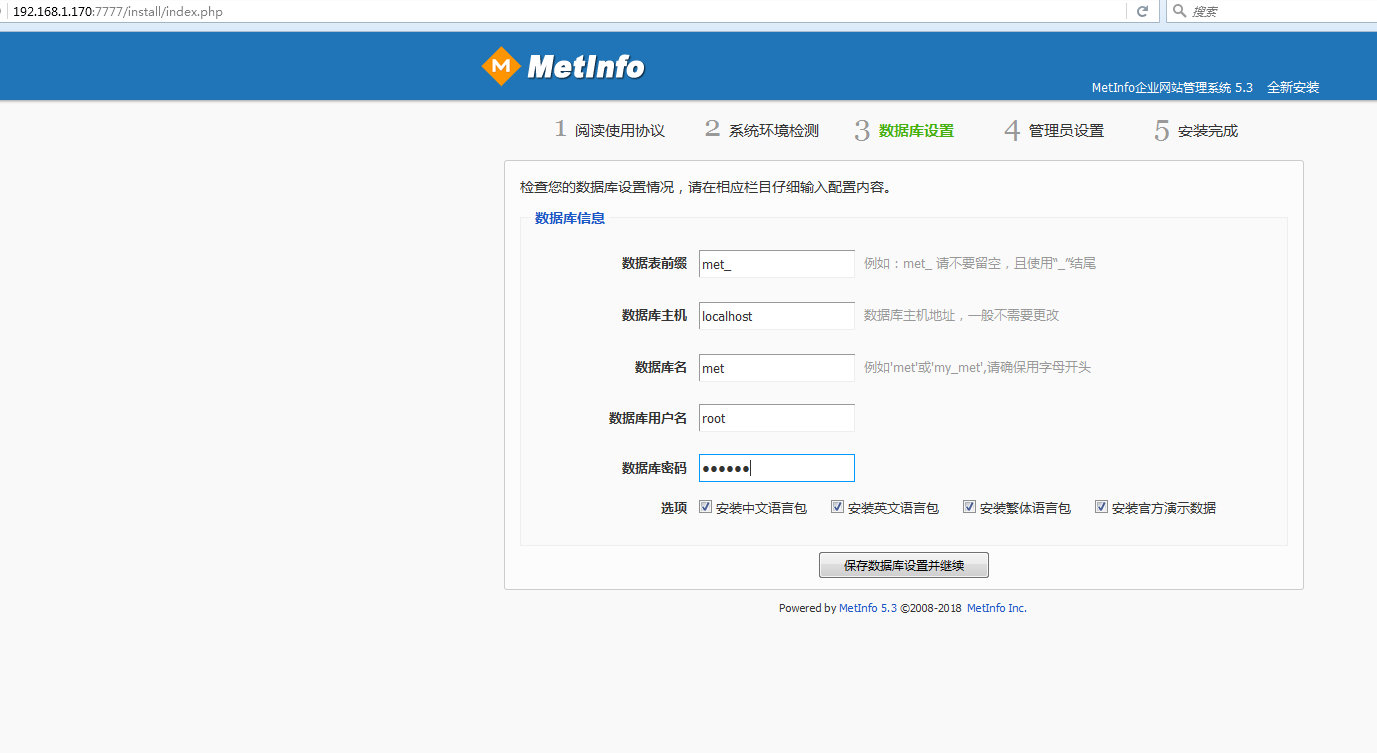 192.168.1.170:7777/install/index.php
搜索
M MetInfo
MetInfo企业网站管理系统 5.3 全新安装
1 阅读使用协议 2 系统环境检测 3 数据库设置 4 管理员设置 5 安装完成
检查您的数据库设置情况，请在相应栏目仔细输入配置内容。
数据库信息
数据表前缀 met_ 例如：met_ 请不要留空，且使用“_”结尾
数据库主机 localhost 数据库主机地址，一般不需要更改
数据库名 met 例如'met'或'my_met',请确保用字母开头
数据库用户名 root
数据库密码 ●●●●●●
选项 安装中文语言包 安装英文语言包 安装繁体语言包 安装官方演示数据
保存数据库设置并继续
Powered by MetInfo 5.3 ©2008-2018 MetInfo Inc.